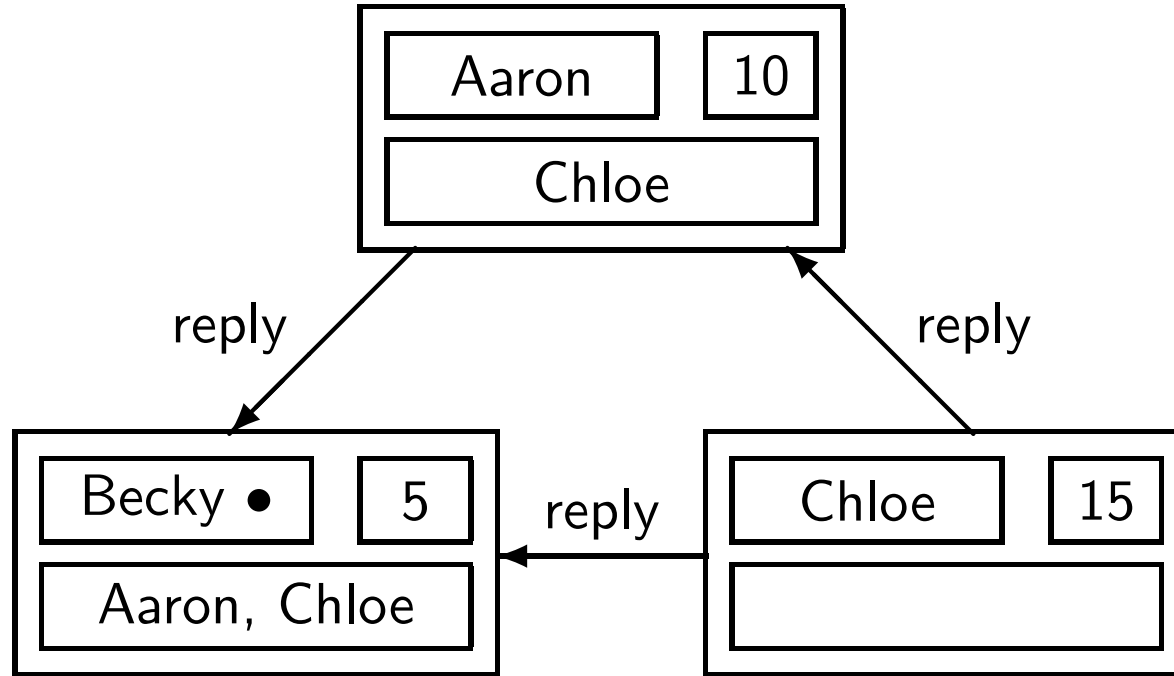 Aaron 10
Chloe
reply reply
Becky ● 5
reply
Chloe 15
Aaron, Chloe